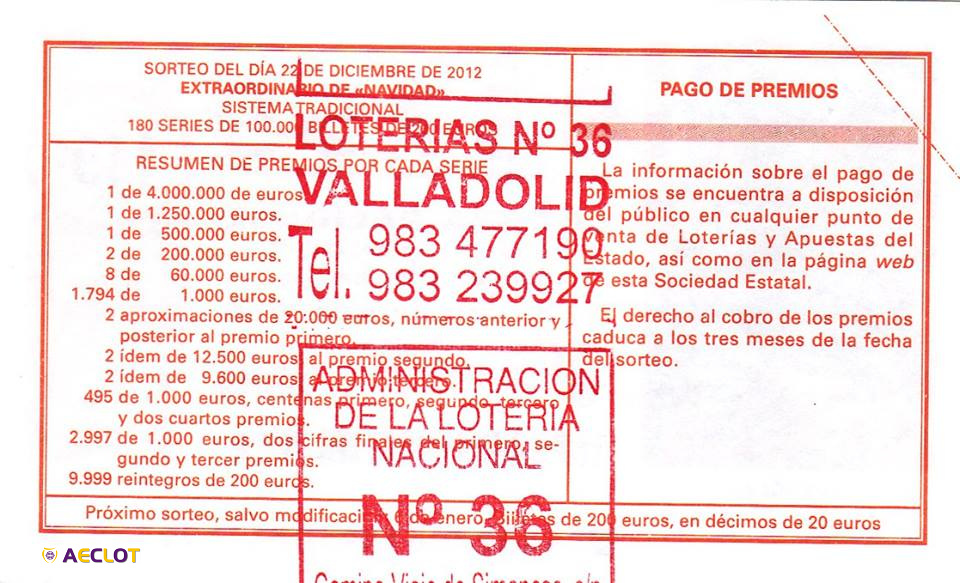 SORTEO DEL DÍA 22 DE DICIEMBRE DE 2012
EXTRAORDINARIO DE «NAVIDAD»
SISTEMA TRADICIONAL
180 SERIES DE 100.000 BILLETES DE 200 EUROS
RESUMEN DE PREMIOS POR CADA SERIE
1 de 4.000.000 de euros.
1 de 1.250.000 euros.
1 de 500.000 euros.
2 de 200.000 euros.
8 de 60.000 euros.
1.794 de 1.000 euros.
2 aproximaciones de 20.000 euros, números anterior y
posterior al premio primero.
2 ídem de 12.500 euros, al premio segundo.
2 ídem de 9.600 euros, al premio tercero.
495 de 1.000 euros, centenas primero, segundo, tercero
y dos cuartos premios.
2.997 de 1.000 euros, dos cifras finales del primero, se-
gundo y tercer premios.
9.999 reintegros de 200 euros.
PAGO DE PREMIOS
La información sobre el pago de
premios se encuentra a disposición
del público en cualquier punto de
venta de Loterías y Apuestas del
Estado, así como en la página web
de esta Sociedad Estatal.
El derecho al cobro de los premios
caduca a los tres meses de la fecha
del sorteo.
Próximo sorteo, salvo modificación, 6 de enero. Billetes de 200 euros, en décimos de 20 euros
LOTERIAS Nº 36
VALLADOLID
Tel. 983 477190
983 239927
ADMINISTRACION
DE LA LOTERIA
NACIONAL
Nº 36
Camino Viejo de Simancas, s/n
AECLOT